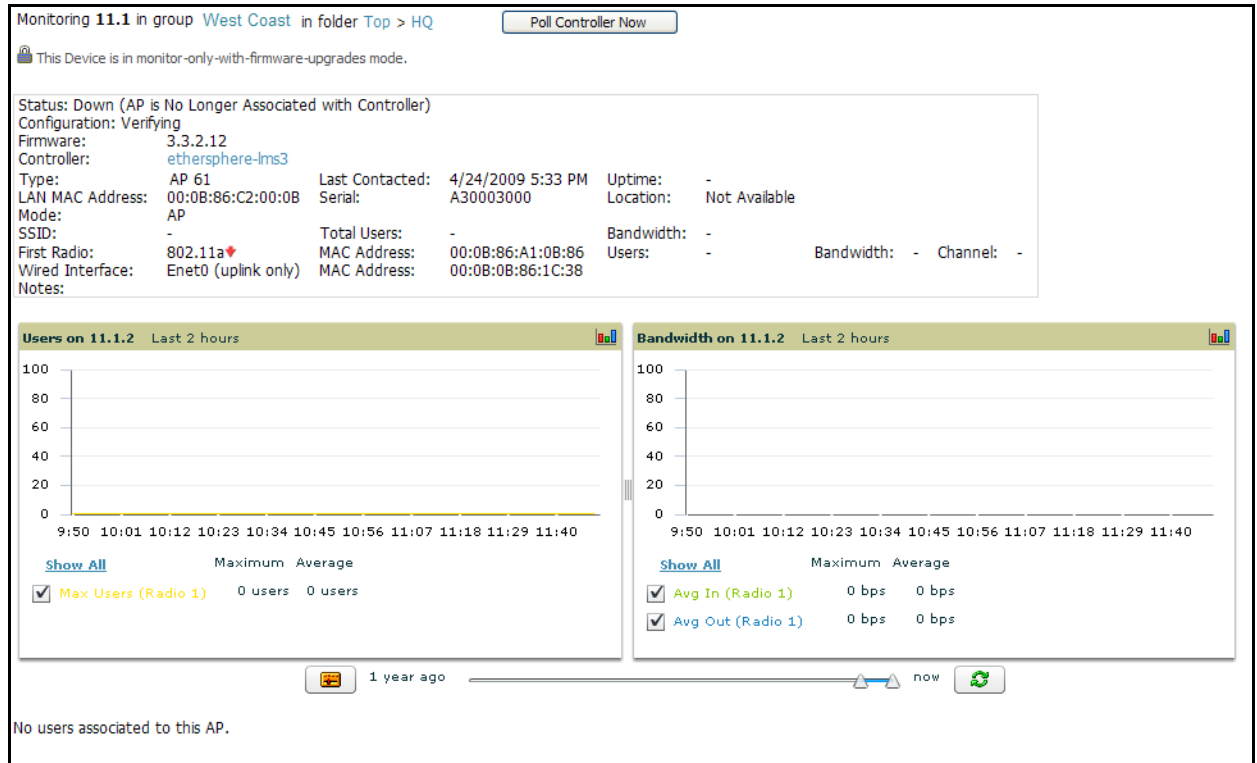 Monitoring 11.1 in group West Coast in folder Top > HQ Poll Controller Now
This Device is in monitor-only-with-firmware-upgrades mode.
Status: Down (AP is No Longer Associated with Controller)
Configuration: Verifying
Firmware: 3.3.2.12
Controller: ethersphere-lms3
Type: AP 61 Last Contacted: 4/24/2009 5:33 PM Uptime: -
LAN MAC Address: 00:0B:86:C2:00:0B Serial: A30003000 Location: Not Available
Mode: AP
SSID: - Total Users: - Bandwidth: -
First Radio: 802.11a MAC Address: 00:0B:86:A1:0B:86 Users: - Bandwidth: - Channel: -
Wired Interface: Enet0 (uplink only) MAC Address: 00:0B:0B:86:1C:38
Notes:
Users on 11.1.2 Last 2 hours
100
80
60
40
20
0
9:50 10:01 10:12 10:23 10:34 10:45 10:56 11:07 11:18 11:29 11:40
Show All Maximum Average
Max Users (Radio 1) 0 users 0 users
Bandwidth on 11.1.2 Last 2 hours
100
80
60
40
20
0
9:50 10:01 10:12 10:23 10:34 10:45 10:56 11:07 11:18 11:29 11:40
Show All Maximum Average
Avg In (Radio 1) 0 bps 0 bps
Avg Out (Radio 1) 0 bps 0 bps
1 year ago now
No users associated to this AP.